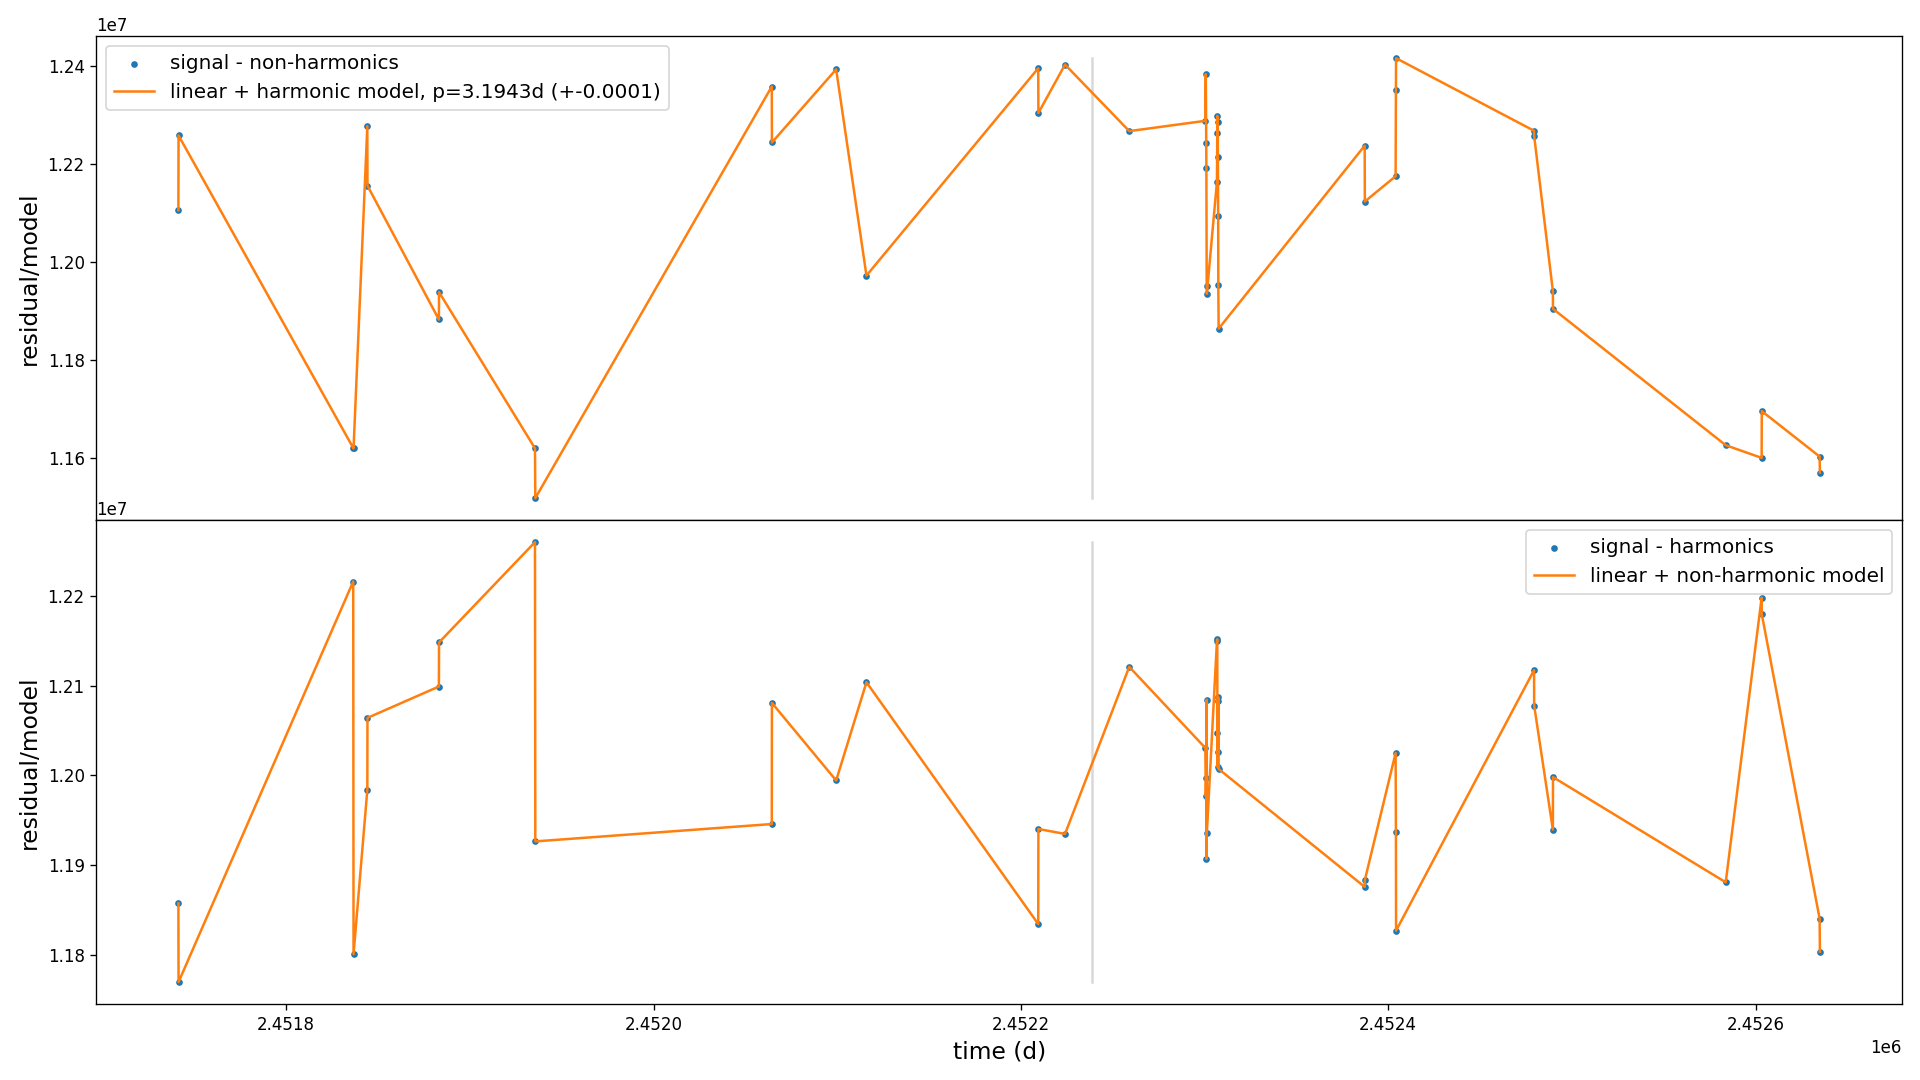 1e7
signal - non-harmonics
linear + harmonic model, p=3.1943d (+-0.0001)
1.24
1.22
1.20
1.18
1.16
residual/model
1e7
signal - harmonics
linear + non-harmonic model
1.22
1.21
1.20
1.19
1.18
residual/model
2.4518
2.4520
2.4522
2.4524
2.4526
time (d)
1e6